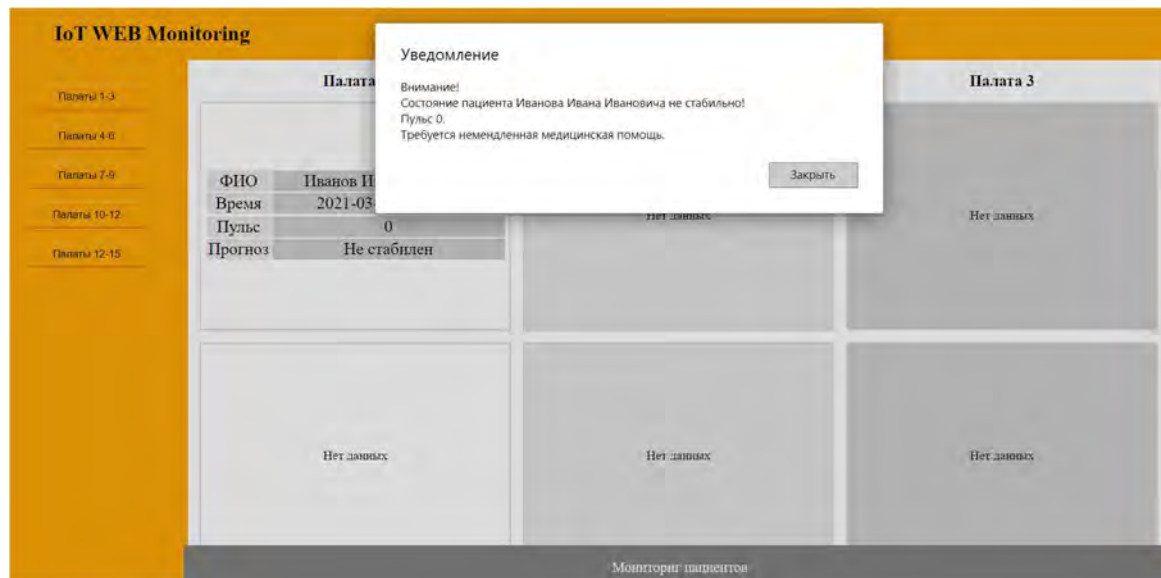 IoT WEB Monitoring
Уведомление
Внимание!
Состояние пациента Иванова Ивана Ивановича не стабильно!
Пульс 0.
Требуется немендленная медицинская помощь.
Закрыть
Палаты 1-3
Палаты 4-6
Палаты 7-9
Палаты 10-12
Палаты 12-15
Палата
Палата 3
ФИО Иванов И
Время 2021-03-
Пульс 0
Прогноз Не стабилен
Нет данных
Нет данных
Нет данных
Нет данных
Нет данных
Мониториг пациентов